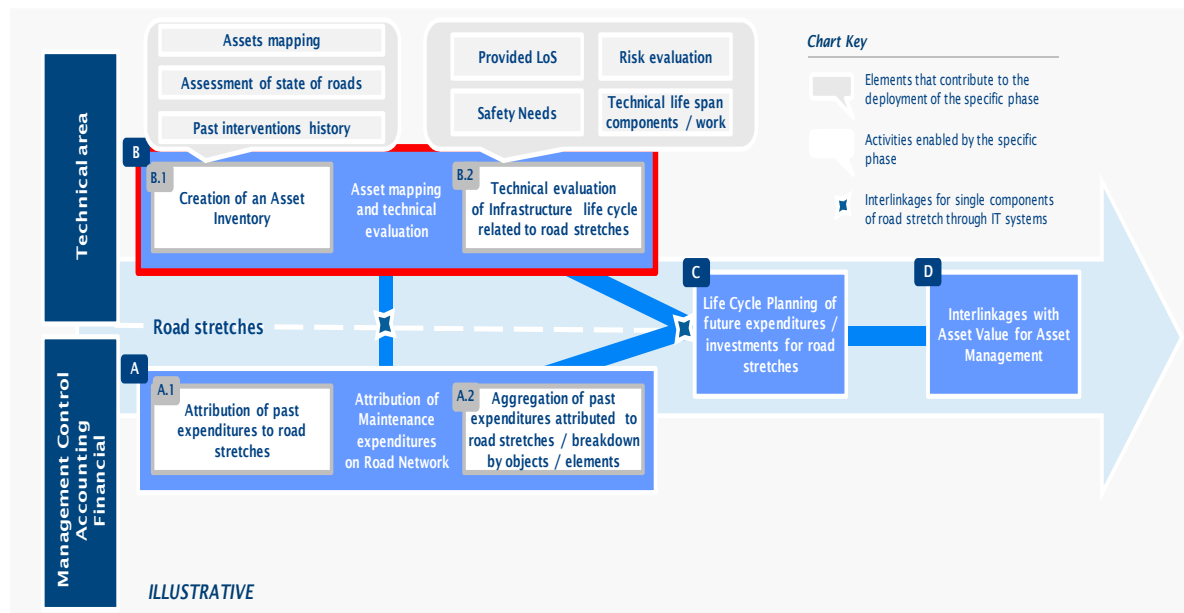 Technical area
Management Control
Accounting
Financial
Assets mapping
Assessment of state of roads
Past interventions history
Provided LoS
Risk evaluation
Safety Needs
Technical life span
components / work
Chart Key
Elements that contribute to the
deployment of the specific phase
Activities enabled by the specific
phase
Interlinkages for single components
of road stretch through IT systems
B
B.1
Creation of an Asset
Inventory
Asset mapping
and technical
evaluation
B.2
Technical evaluation
of Infrastructure life cycle
related to road stretches
Road stretches
C
Life Cycle Planning of
future expenditures /
investments for road
stretches
D
Interlinkages with
Asset Value for Asset
Management
A
A.1
Attribution of past
expenditures to road
stretches
Attribution of
Maintenance
expenditures
on Road Network
A.2
Aggregation of past
expenditures attributed to
road stretches / breakdown
by objects / elements
ILLUSTRATIVE